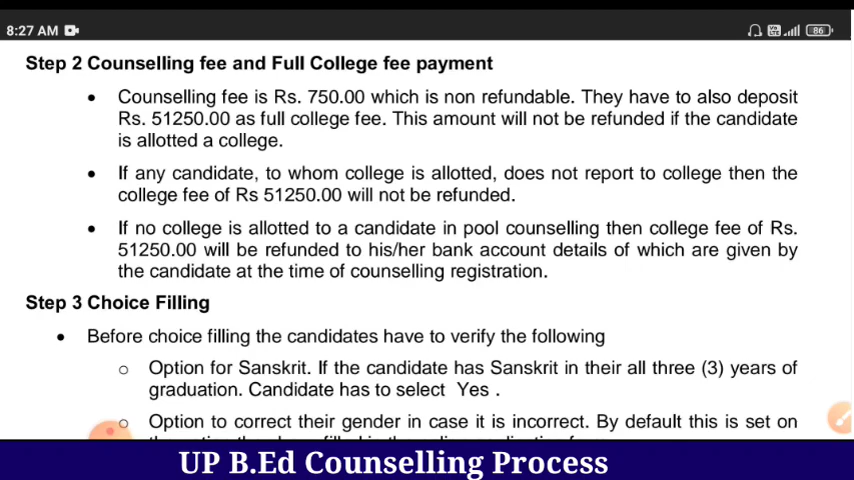 8:27 AM
86
Step 2 Counselling fee and Full College fee payment
• Counselling fee is Rs. 750.00 which is non refundable. They have to also deposit
Rs. 51250.00 as full college fee. This amount will not be refunded if the candidate
is allotted a college.
• If any candidate, to whom college is allotted, does not report to college then the
college fee of Rs 51250.00 will not be refunded.
• If no college is allotted to a candidate in pool counselling then college fee of Rs.
51250.00 will be refunded to his/her bank account details of which are given by
the candidate at the time of counselling registration.
Step 3 Choice Filling
• Before choice filling the candidates have to verify the following
o Option for Sanskrit. If the candidate has Sanskrit in their all three (3) years of
graduation. Candidate has to select Yes .
o Option to correct their gender in case it is incorrect. By default this is set on
UP B.Ed Counselling Process